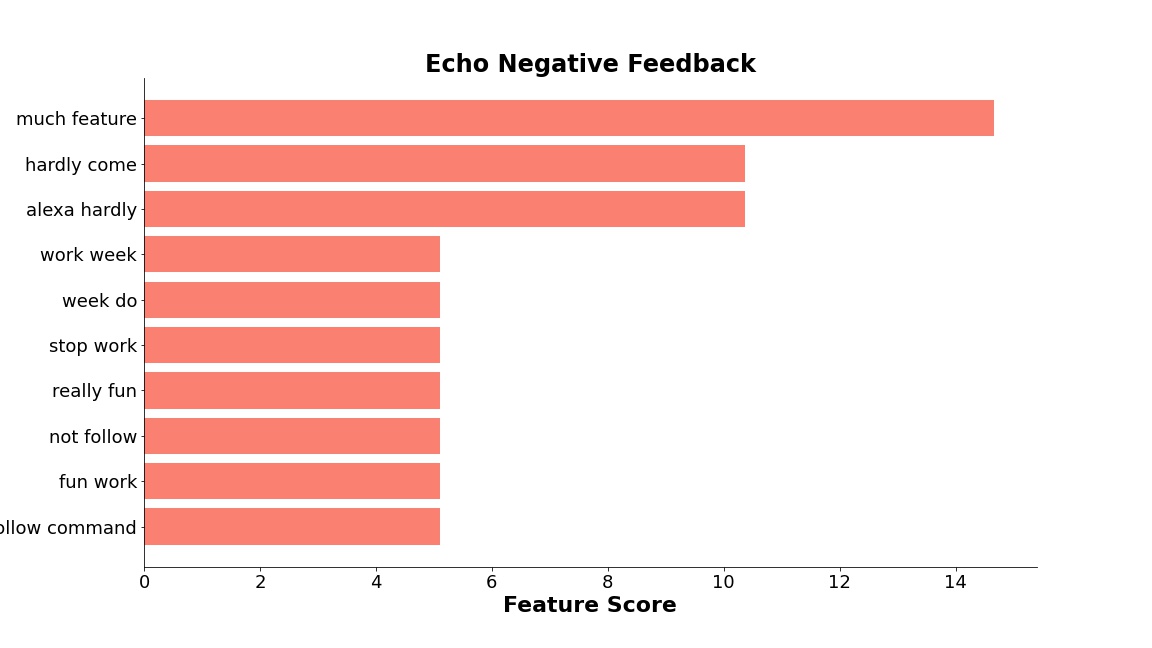 Echo Negative Feedback
much feature
hardly come
alexa hardly
work week
week do
stop work
really fun
not follow
fun work
ollow command
0 2 4 6 8 10 12 14
Feature Score